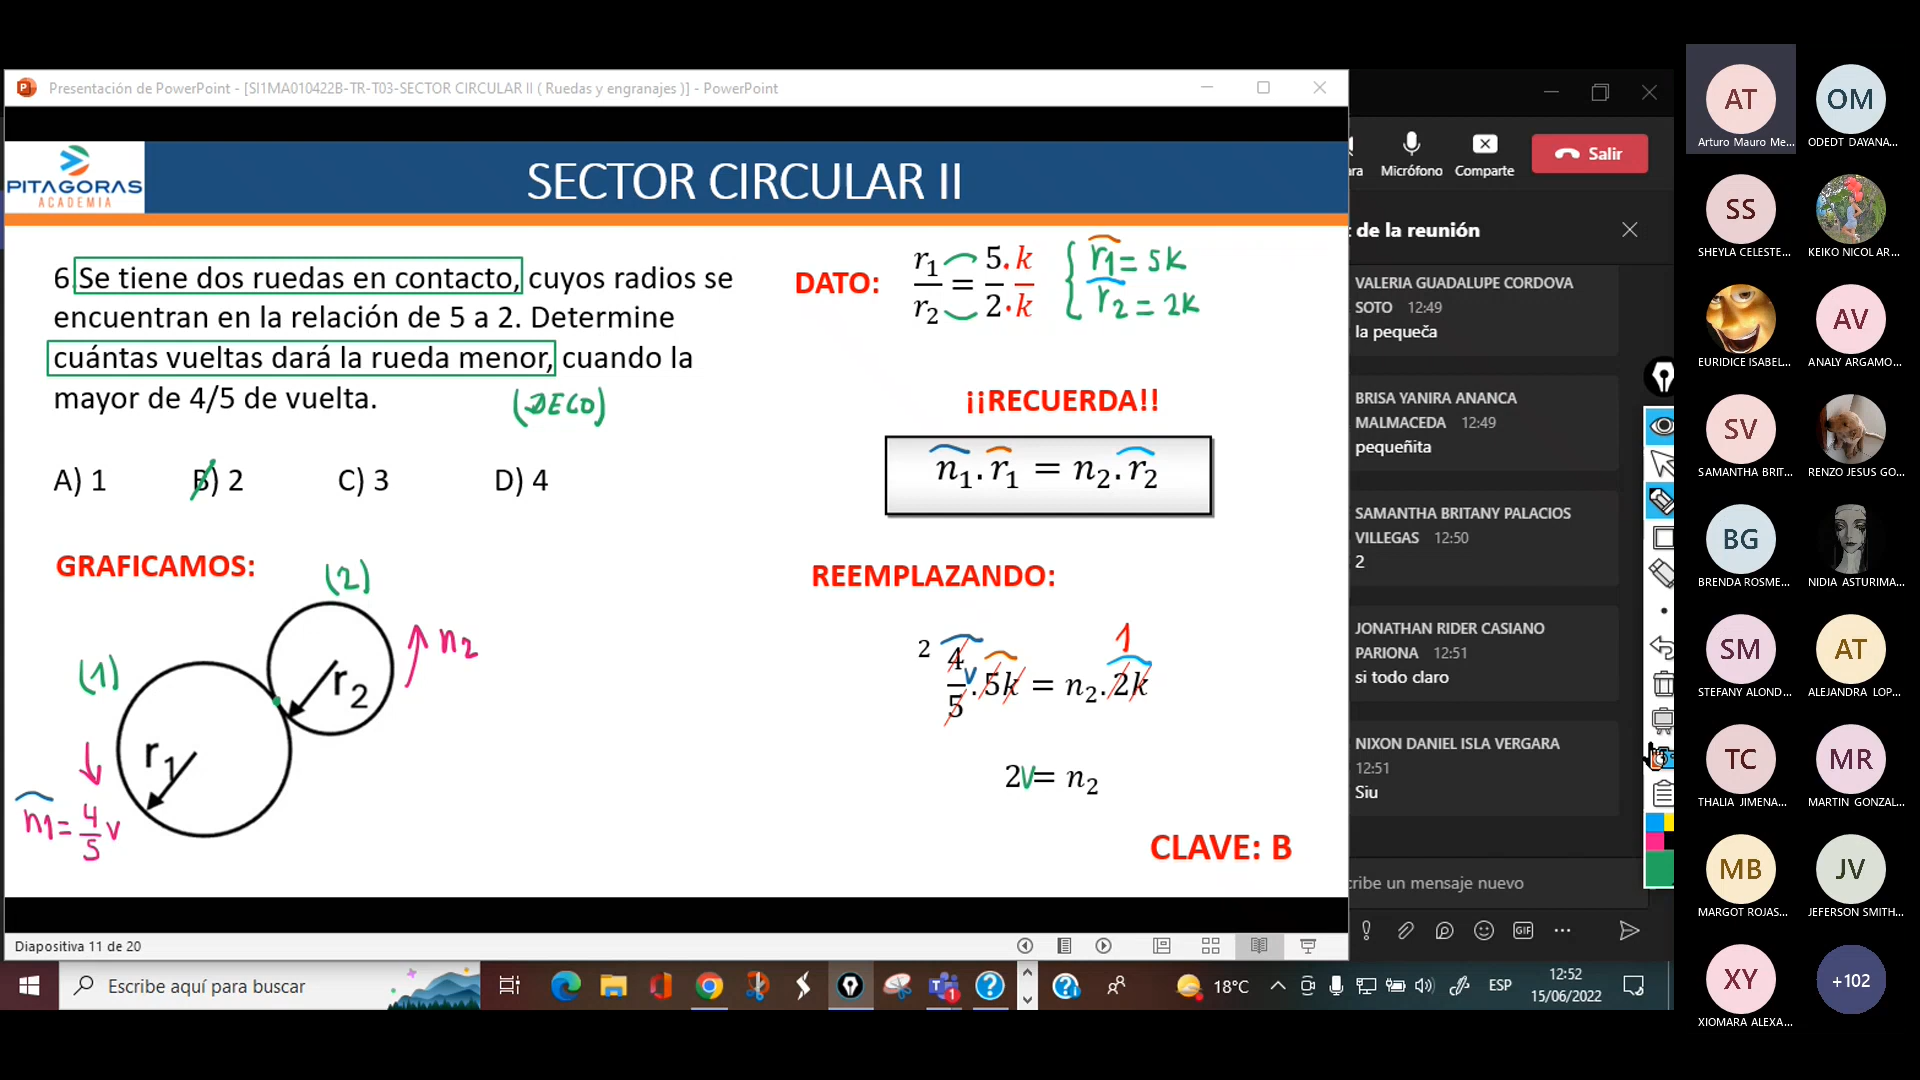 Presentación de PowerPoint - [SI1MA010422B-TR-T03-SECTOR CIRCULAR II ( Ruedas y engranajes )] - PowerPoint
PITAGORAS
ACADEMIA
SECTOR CIRCULAR II
6. Se tiene dos ruedas en contacto, cuyos radios se
encuentran en la relación de 5 a 2. Determine
cuántas vueltas dará la rueda menor, cuando la
mayor de 4/5 de vuelta.
A) 1 B) 2 C) 3 D) 4
GRAFICAMOS:
(2)
n2
(1)
r2
r1
n1 = 4/5 v
DATO: r1/r2 = 5.k/2.k { r1 = 5k
r2 = 2k
¡¡RECUERDA!!
n1.r1 = n2.r2
REEMPLAZANDO:
1
2 4/5 v.5k = n2.2k
2v = n2
CLAVE: B
Diapositiva 11 de 20
ara Micrófono Comparte Salir
t de la reunión
VALERIA GUADALUPE CORDOVA
SOTO 12:49
la pequeča
BRISA YANIRA ANANCA
MALMACEDA 12:49
pequeñita
SAMANTHA BRITANY PALACIOS
VILLEGAS 12:50
2
JONATHAN RIDER CASIANO
PARIONA 12:51
si todo claro
NIXON DANIEL ISLA VERGARA
12:51
Siu
cribe un mensaje nuevo
GIF
AT OM
Arturo Mauro Me... ODEDT DAYANA...
SS
SHEYLA CELESTE... KEIKO NICOL AR...
AV
EURIDICE ISABEL... ANALY ARGAMO...
SV
SAMANTHA BRIT... RENZO JESUS GO...
BG
BRENDA ROSME... NIDIA ASTURIMA...
SM AT
STEFANY ALOND... ALEJANDRA LOP...
TC MR
THALIA JIMENA... MARTIN GONZAL...
MB JV
MARGOT ROJAS... JEFERSON SMITH...
XY +102
XIOMARA ALEXA...
Escribe aquí para buscar
1
18°C
ESP
12:52
15/06/2022